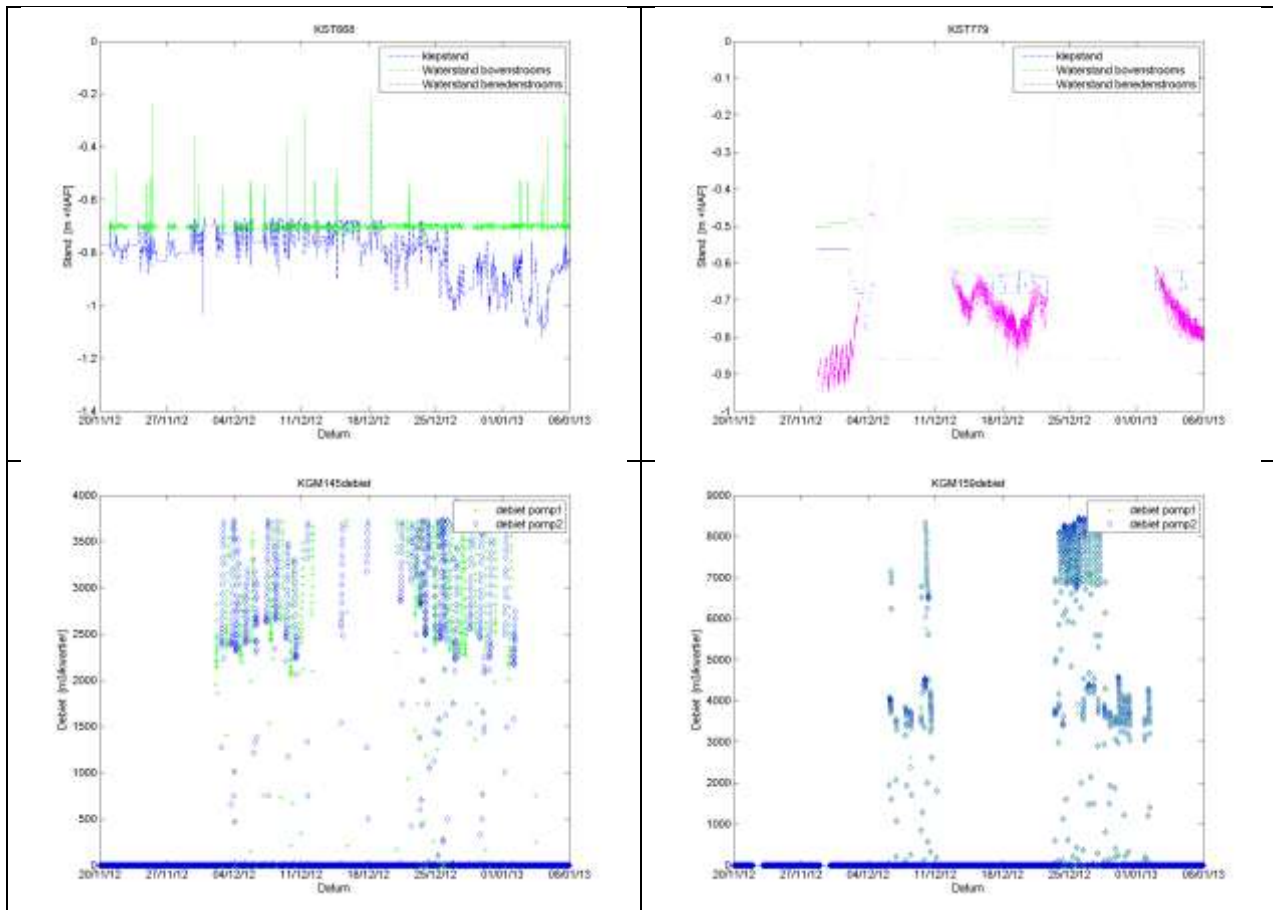 KST668
0
-0.2
-0.4
-0.6
-0.8
-1
-1.2
-1.4
Stand [m +NAP]
klepstand
Waterstand bovenstrooms
Waterstand benedenstrooms
20/11/12 27/11/12 04/12/12 11/12/12 18/12/12 25/12/12 01/01/13 06/01/13
Datum
KST779
0
-0.1
-0.2
-0.3
-0.4
-0.5
-0.6
-0.7
-0.8
-0.9
-1
Stand [m +NAP]
klepstand
Waterstand bovenstrooms
Waterstand benedenstrooms
20/11/12 27/11/12 04/12/12 11/12/12 18/12/12 25/12/12 01/01/13 06/01/13
Datum
KGM145debiet
4000
3500
3000
2500
2000
1500
1000
500
0
Debiet [m3/kwartier]
debiet pomp1
debiet pomp2
20/11/12 27/11/12 04/12/12 11/12/12 18/12/12 25/12/12 01/01/13 06/01/13
Datum
KGM159debiet
9000
8000
7000
6000
5000
4000
3000
2000
1000
0
Debiet [m3/kwartier]
debiet pomp1
debiet pomp2
20/11/12 27/11/12 04/12/12 11/12/12 18/12/12 25/12/12 01/01/13 06/01/13
Datum